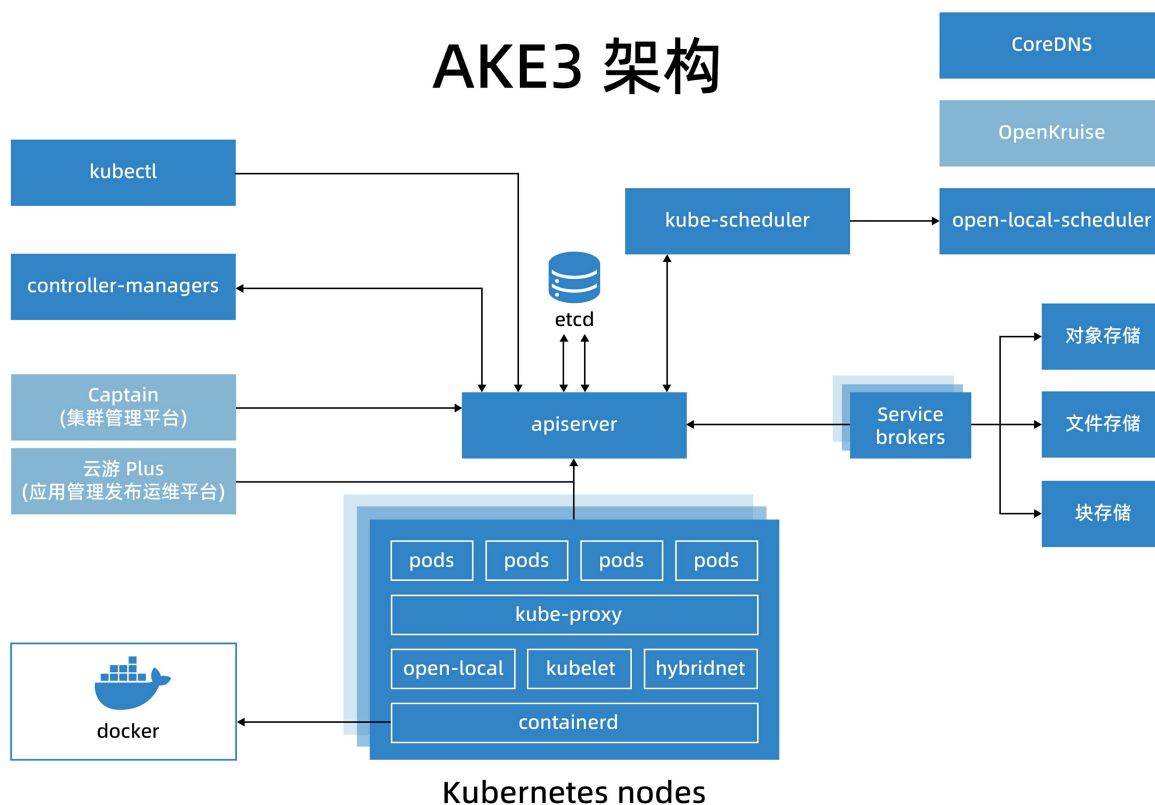 AKE3 架构
CoreDNS
OpenKruise
kubectl
kube-scheduler
open-local-scheduler
controller-managers
etcd
对象存储
Captain
(集群管理平台)
apiserver
Service
brokers
文件存储
云游 Plus
(应用管理发布运维平台)
块存储
pods
pods
pods
pods
kube-proxy
open-local
kubelet
hybridnet
containerd
docker
Kubernetes nodes